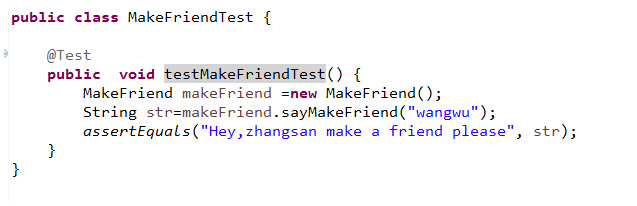 public class MakeFriendTest {
@Test
public  void testMakeFriendTest() {
MakeFriend makeFriend =new MakeFriend();
String str=makeFriend.sayMakeFriend("wangwu");
assertEquals("Hey,zhangsan make a friend please", str);
}
}